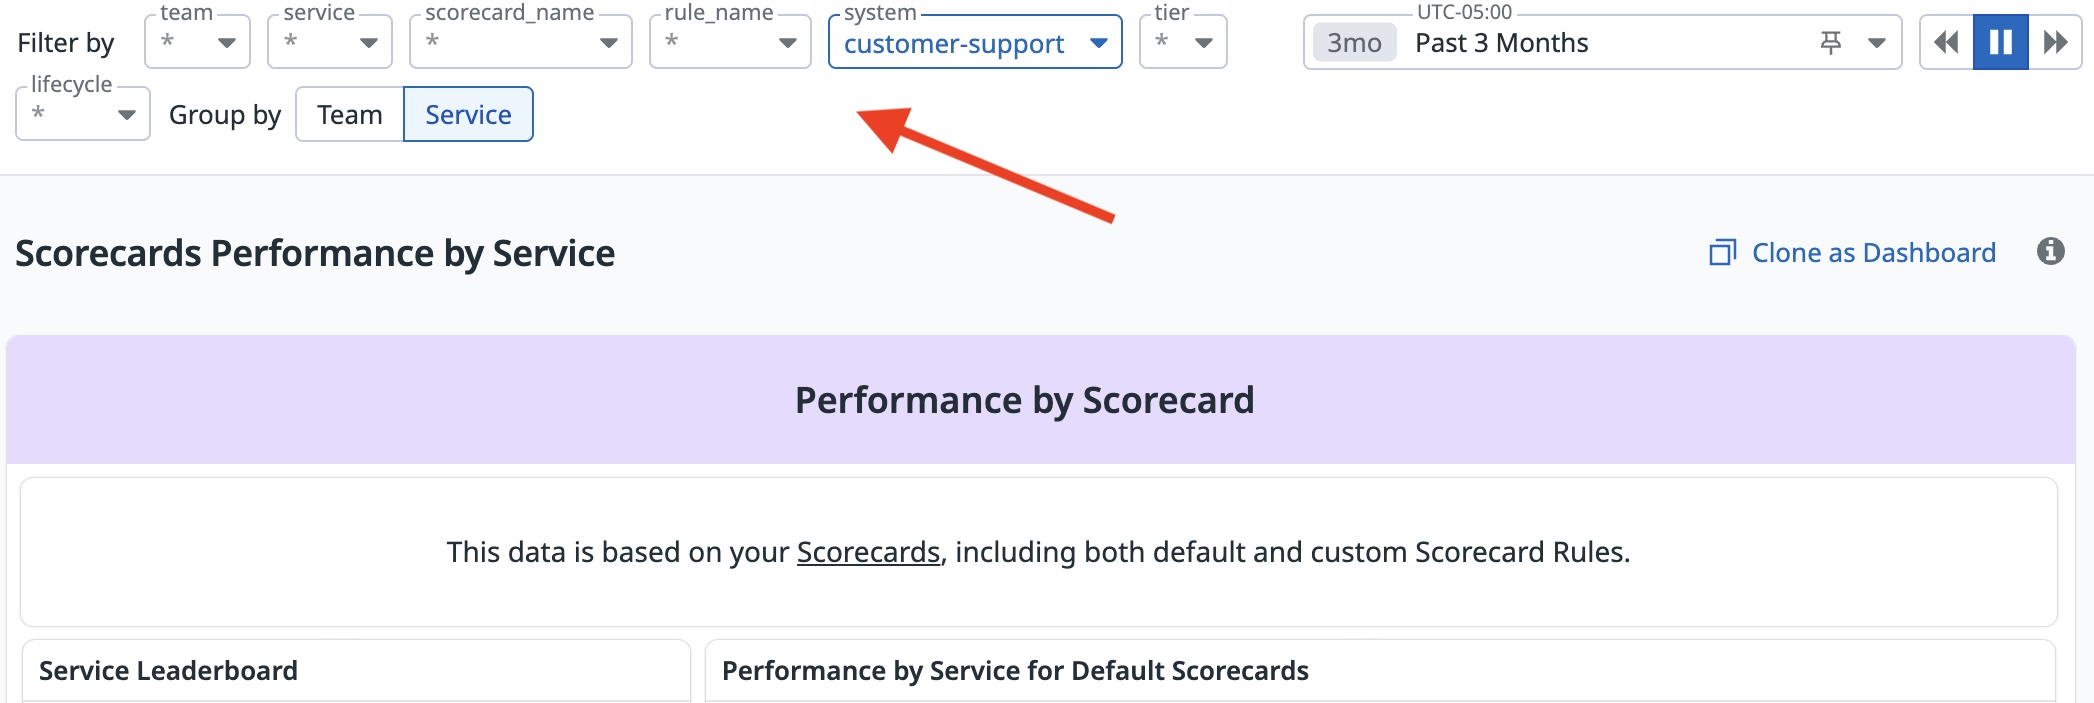 Filter by
team
*
service
*
scorecard_name
*
rule_name
*
system
customer-support
tier
*
UTC-05:00
3mo Past 3 Months
lifecycle
*
Group by Team Service
Scorecards Performance by Service
Clone as Dashboard
Performance by Scorecard
This data is based on your Scorecards, including both default and custom Scorecard Rules.
Service Leaderboard
Performance by Service for Default Scorecards